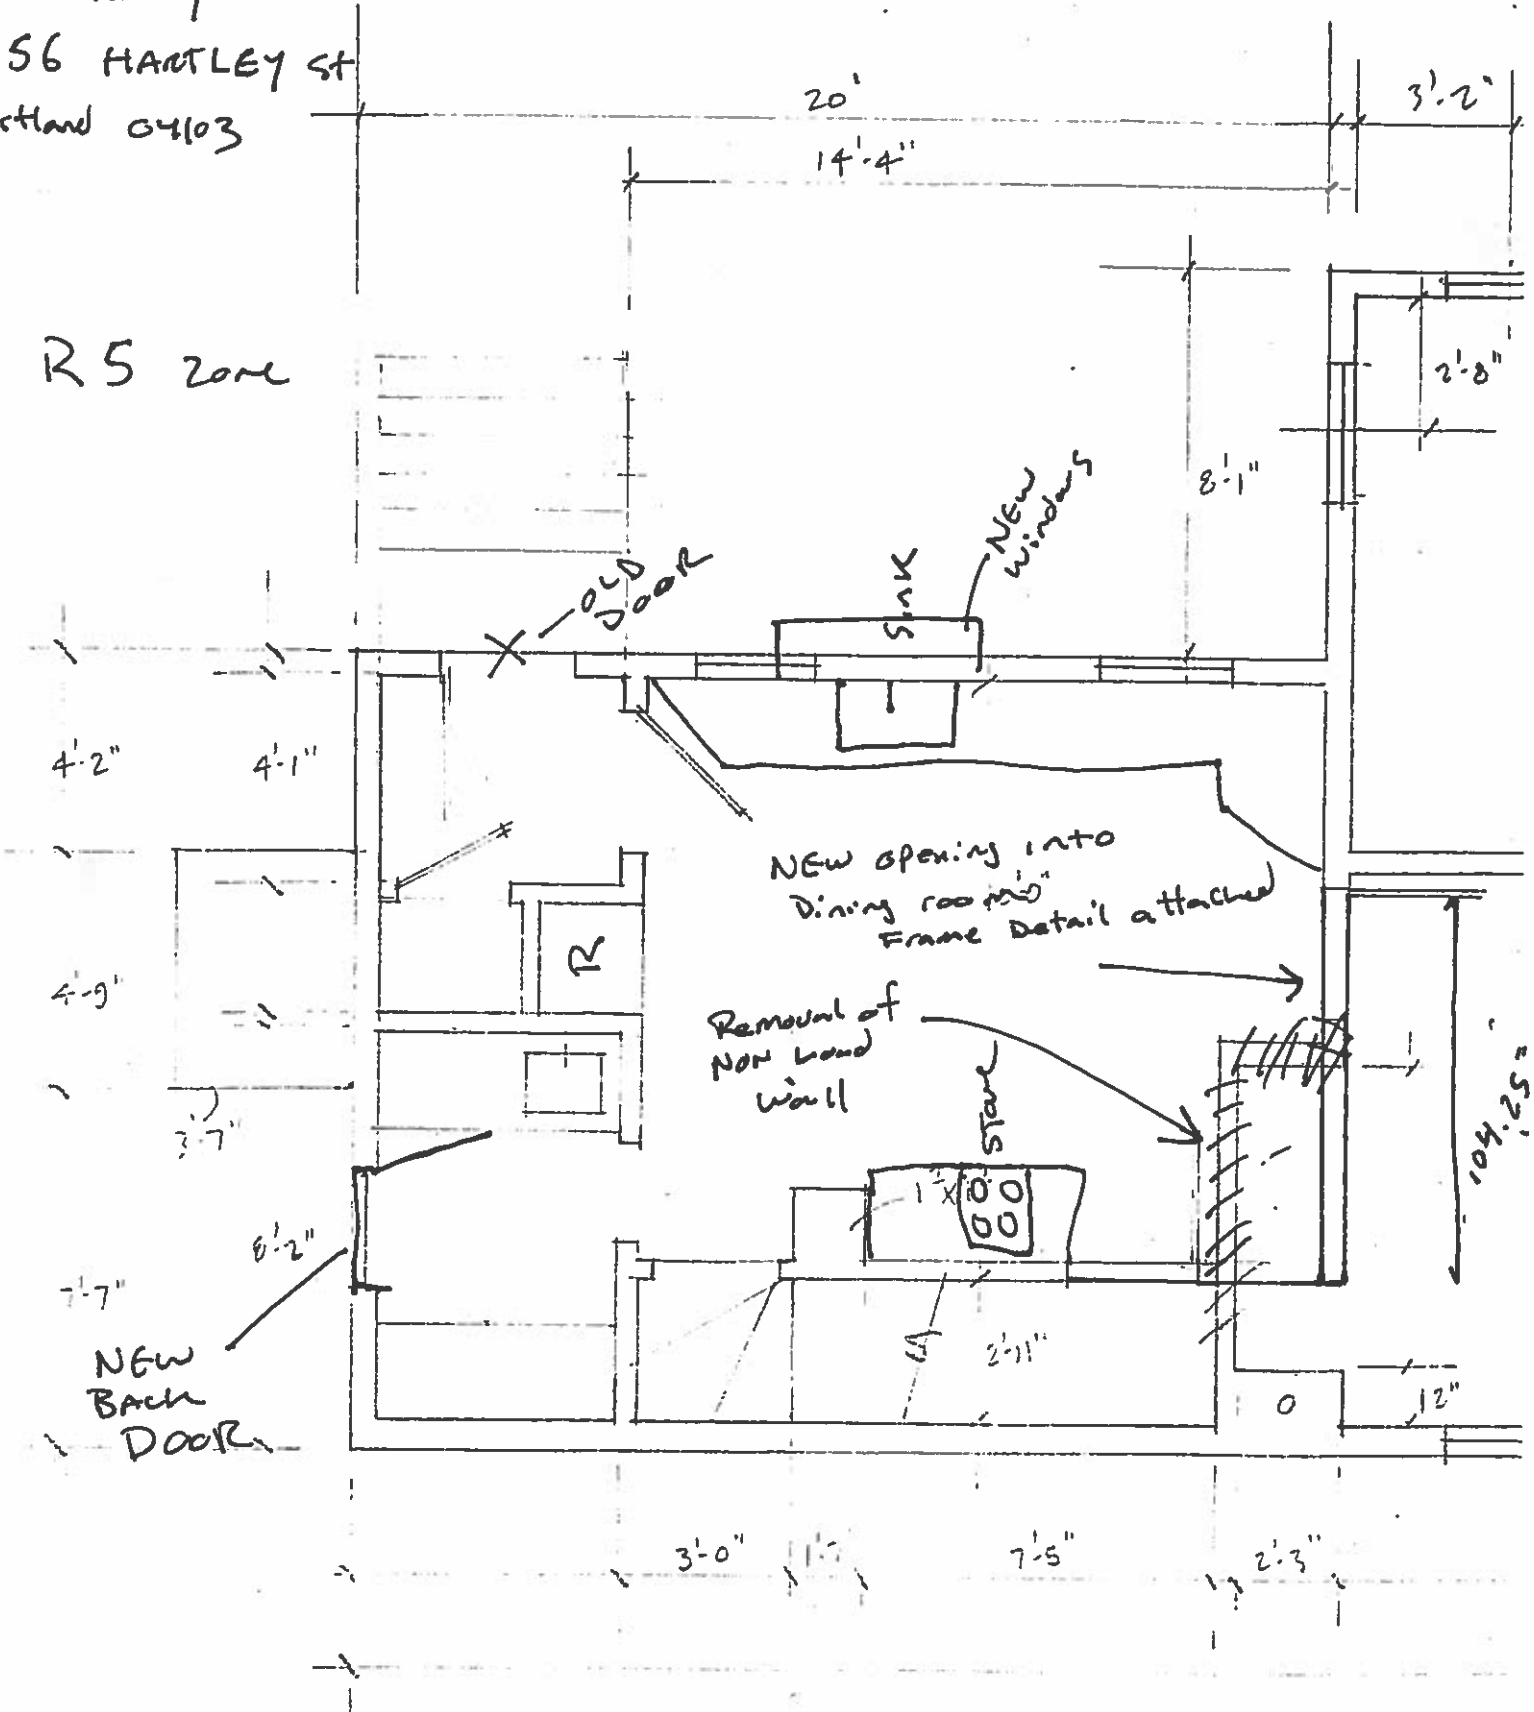 56 HARTLEY St
04103
20'
3'-2"
14'-4"
R5 zone
2'-8"
8'-1"
NEW
windows
OLD
DOOR
Sink
4'-2"
4'-1"
NEW opening into
Dining room
Frame Detail attached
R
4'-9"
Removal of
NON Load
Wall
Stove
104.25"
3'-7"
8'-2"
7'-7"
NEW
BACK
DOOR
2'-11"
12"
O
3'-0"
7'-5"
2'-3"